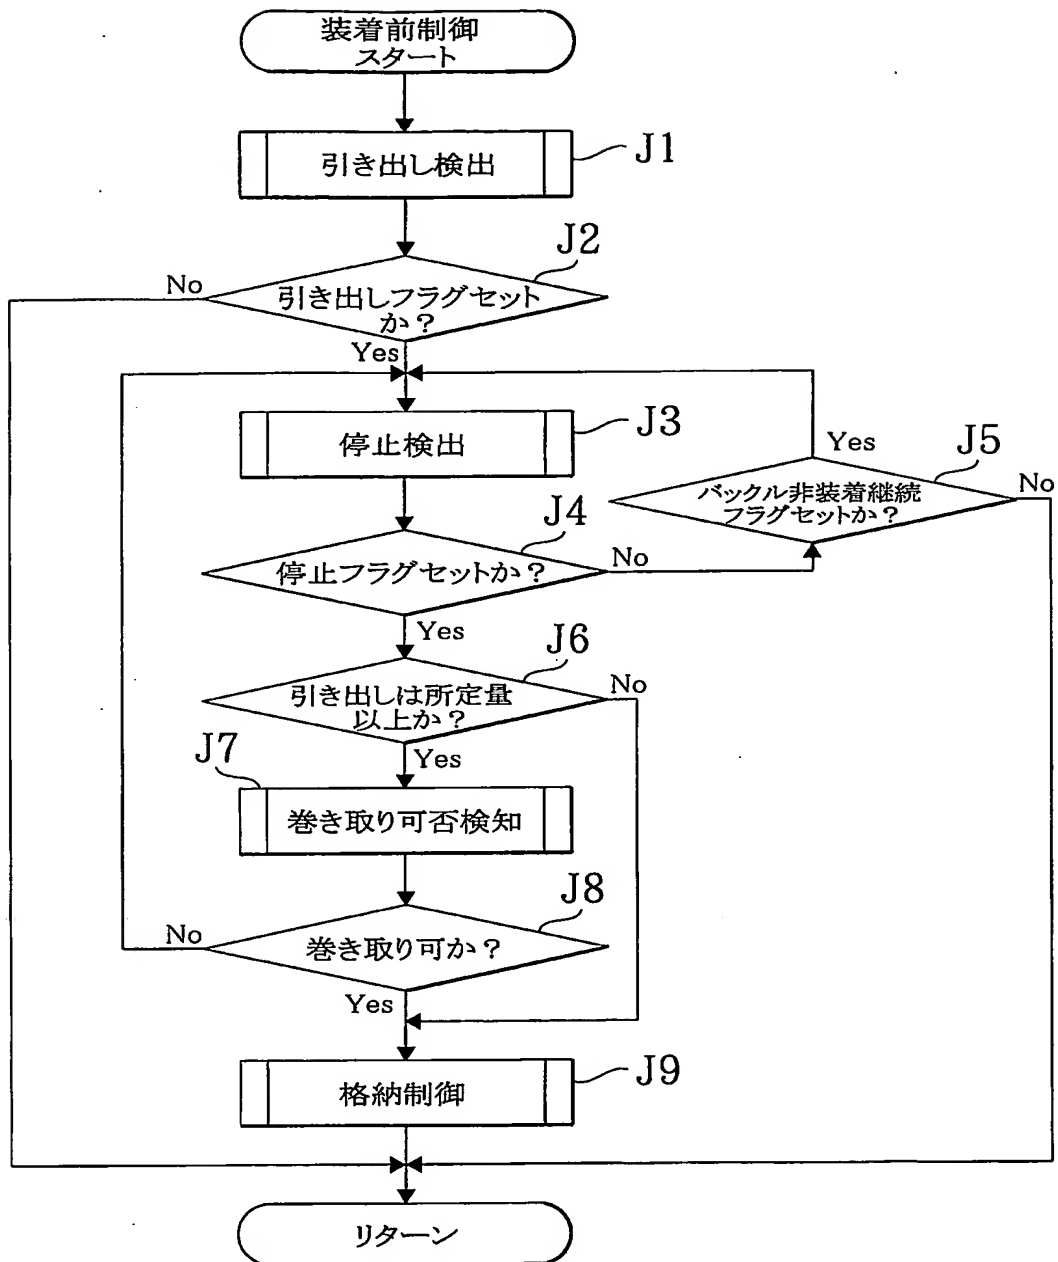 装着前制御
スタート
引き出し検出
J1
J2
No
引き出しフラグセット
か？
Yes
停止検出
J3
Yes
J5
No
バックル非装着継続
フラグセットか？
J4
停止フラグセットか？
No
Yes
J6
引き出しは所定量
以上か？
No
Yes
J7
巻き取り可否検知
J8
No
巻き取り可か？
Yes
格納制御
J9
リターン